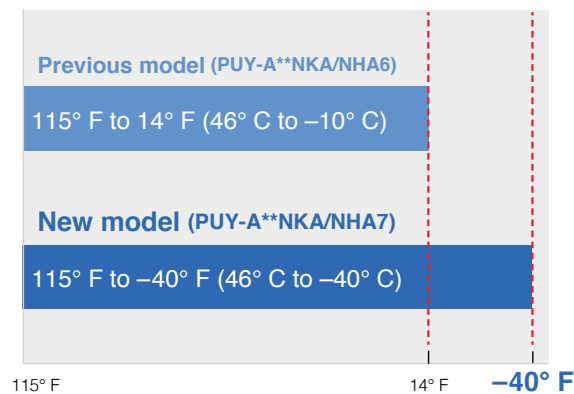 Previous model (PUY-A**NKA/NHA6)
115° F to 14° F (46° C to –10° C)
New model (PUY-A**NKA/NHA7)
115° F to –40° F (46° C to –40° C)
115° F
14° F
–40° F